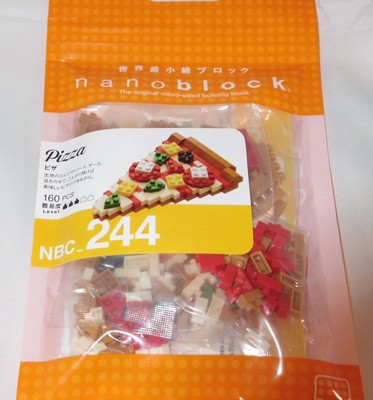 世界最小級ブロック
nanoblock
The original micro-sized building block
Pizza
ピザ
160 PCS
難易度
Level
NBC_244